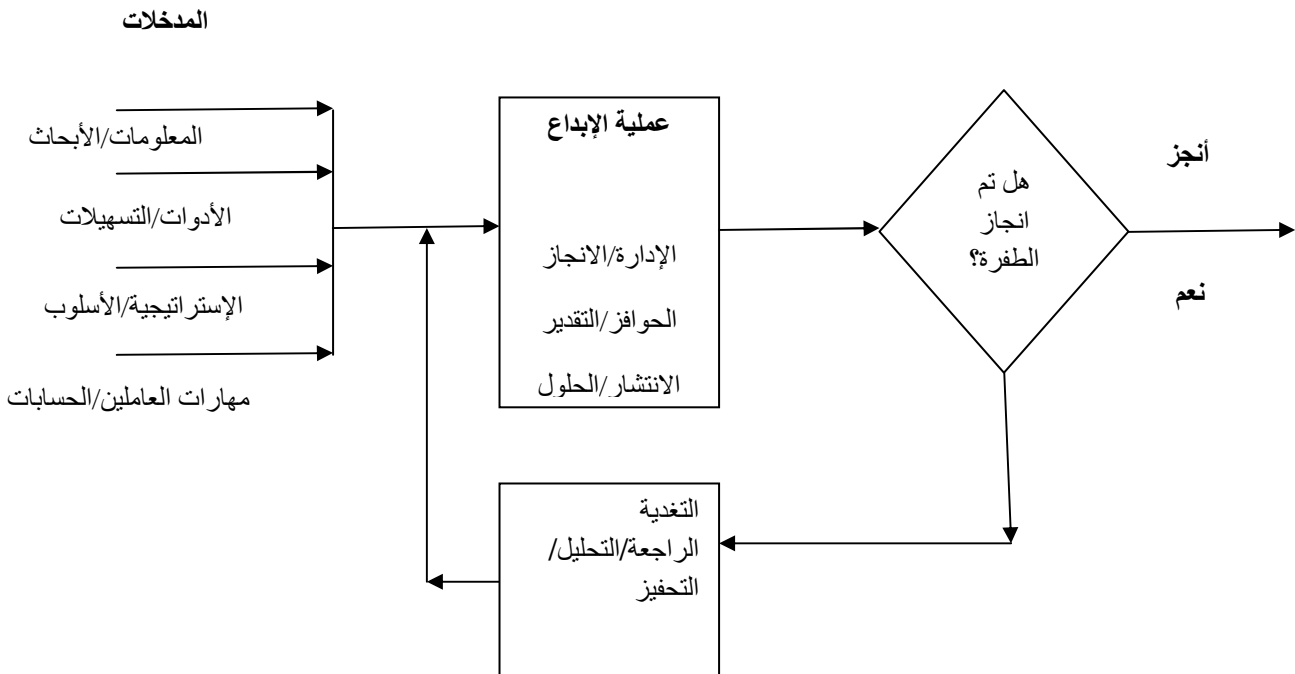 المدخلات
المعلومات/الأبحاث
الأدوات/التسهيلات
الإستراتيجية/الأسلوب
مهارات العاملين/الحسابات
عملية الإبداع
الإدارة/الانجاز
الحوافز/التقدير
الانتشار/الحلول
هل تم
انجاز
الطفرة؟
أنجز
نعم
التغدية
الراجعة/التحليل/
التحفيز